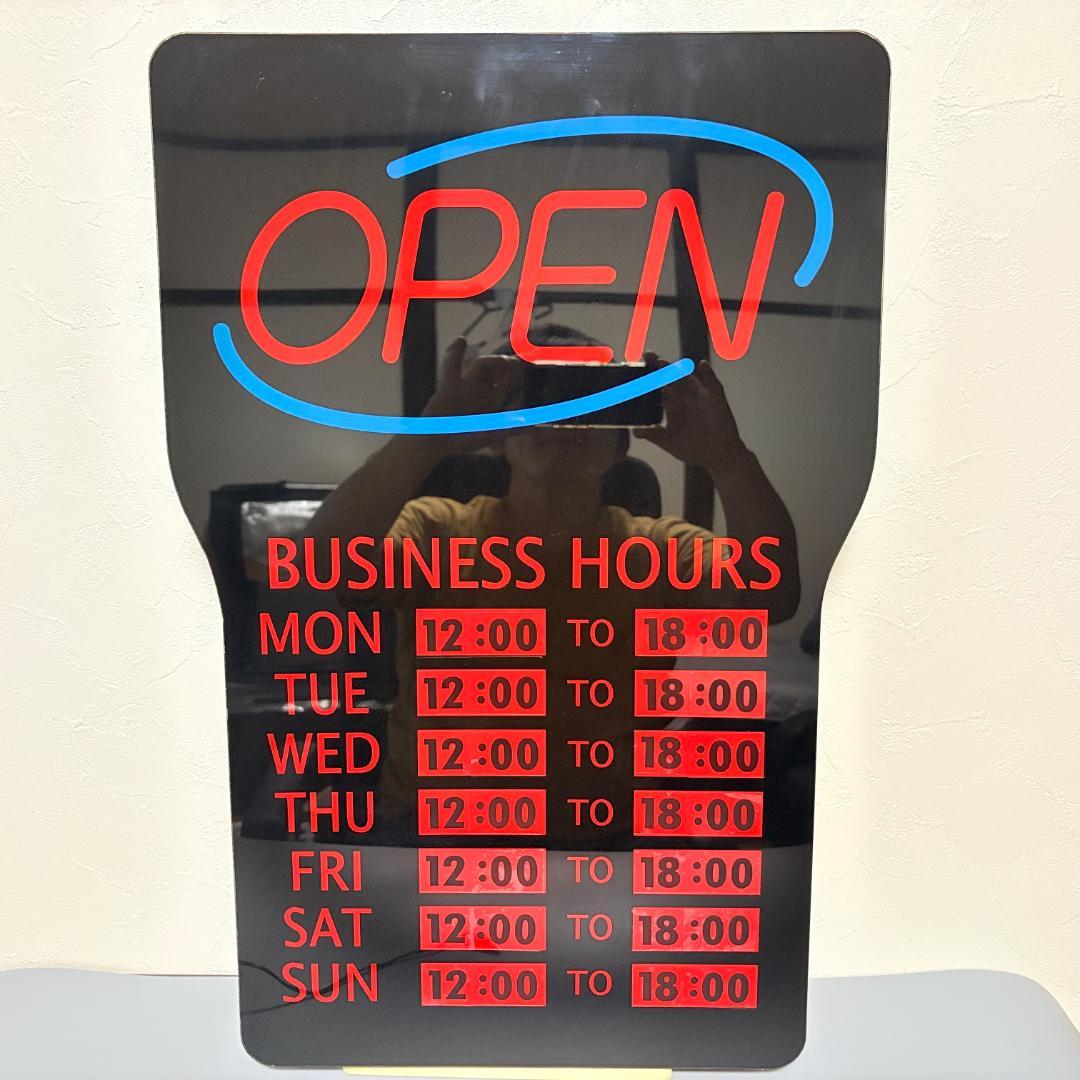 OPEN
BUSINESS HOURS
MON 12:00 TO 18:00
TUE 12:00 TO 18:00
WED 12:00 TO 18:00
THU 12:00 TO 18:00
FRI 12:00 TO 18:00
SAT 12:00 TO 18:00
SUN 12:00 TO 18:00